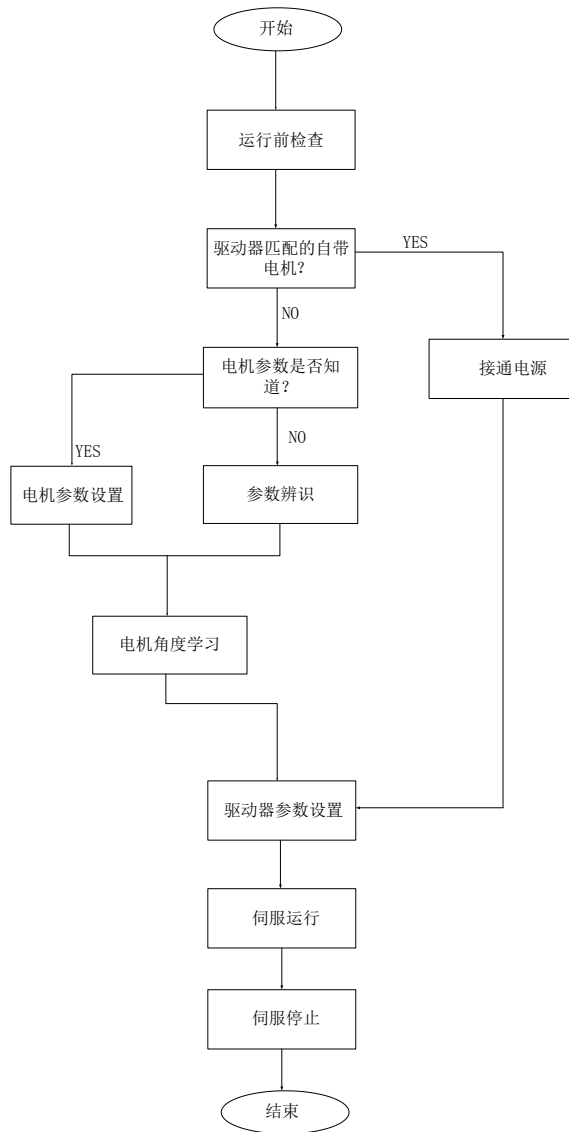 开始
运行前检查
驱动器匹配的自带
电机？
YES
NO
电机参数是否知
道？
接通电源
YES
NO
电机参数设置
参数辨识
电机角度学习
驱动器参数设置
伺服运行
伺服停止
结束